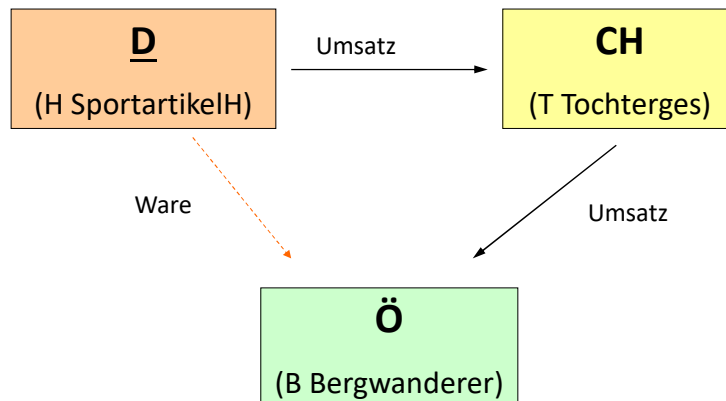 D
Umsatz
CH
(H SportartikelH)
(T Tochterges)
Ware
Umsatz
Ö
(B Bergwanderer)